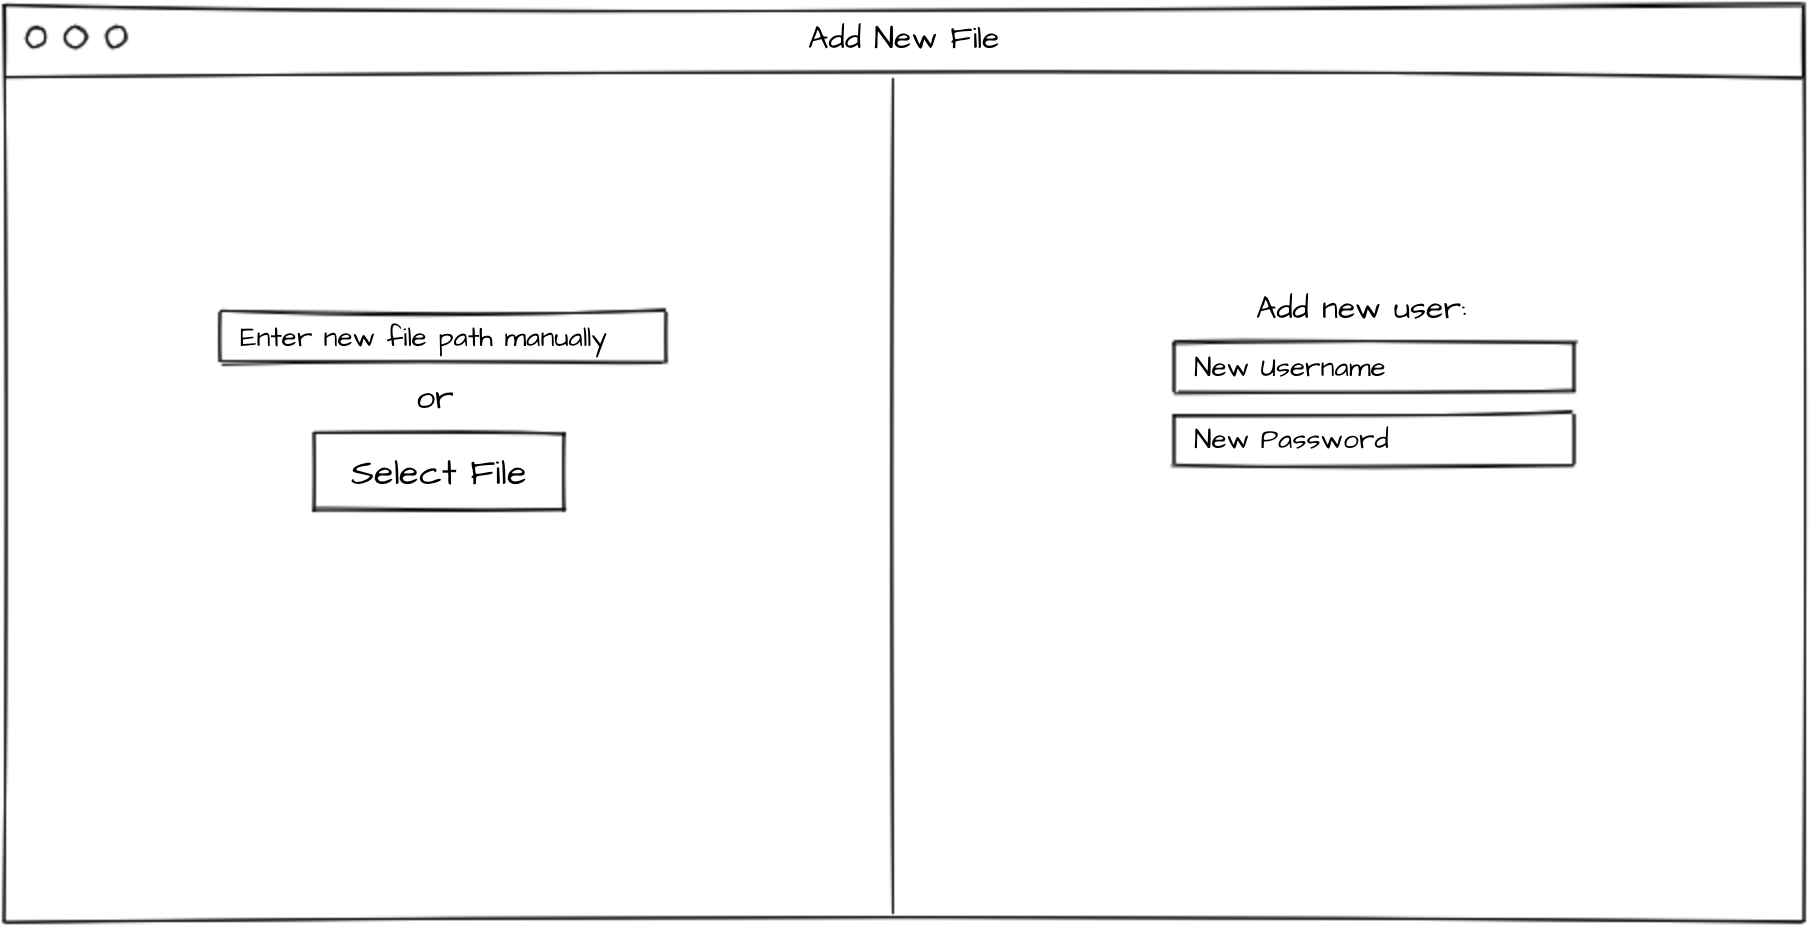 Add New File
Enter new file path manually
or
Select File
Add new user:
New Username
New Password